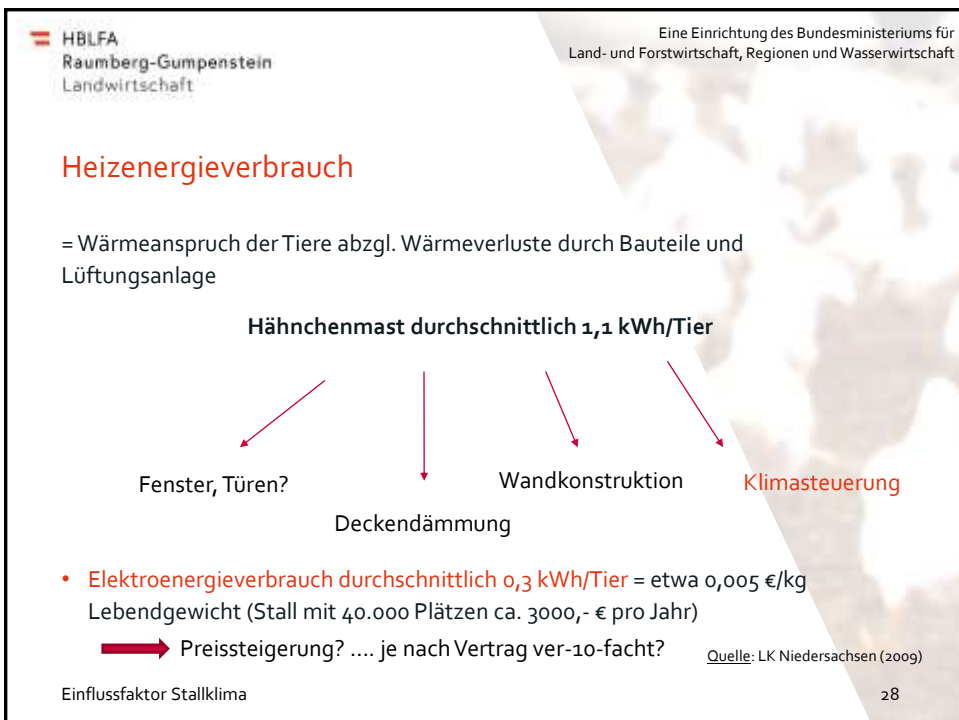 HBLFA
Raumberg-Gumpenstein
Landwirtschaft
Eine Einrichtung des Bundesministeriums für
Land- und Forstwirtschaft, Regionen und Wasserwirtschaft
Heizenergieverbrauch
= Wärmeanspruch der Tiere abzgl. Wärmeverluste durch Bauteile und
Lüftungsanlage
Hähnchenmast durchschnittlich 1,1 kWh/Tier
Fenster, Türen?
Deckendämmung
Wandkonstruktion
Klimasteuerung
• Elektroenergieverbrauch durchschnittlich 0,3 kWh/Tier = etwa 0,005 €/kg
Lebendgewicht (Stall mit 40.000 Plätzen ca. 3000,- € pro Jahr)
Preissteigerung? .... je nach Vertrag ver-10-facht?
Quelle: LK Niedersachsen (2009)
Einflussfaktor Stallklima
28